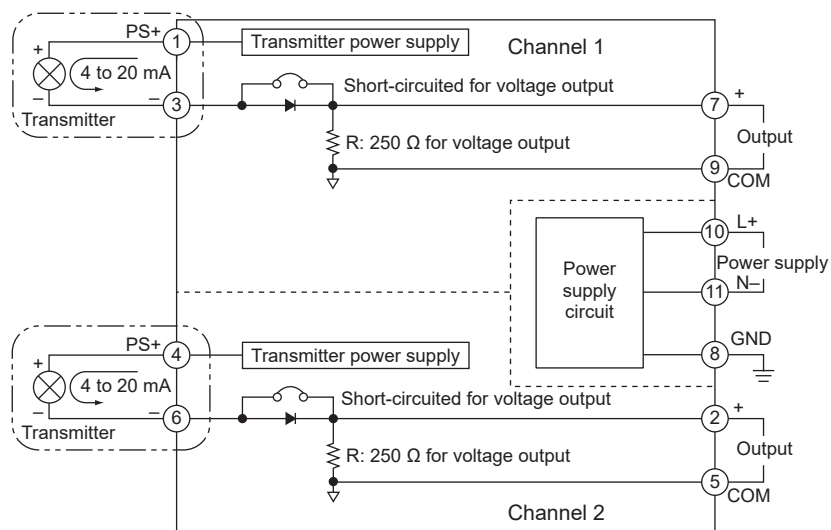 PS+
1
Transmitter power supply
Channel 1
+
4 to 20 mA
Short-circuited for voltage output
–
–
3
7
+
Transmitter
R: 250 Ω for voltage output
Output
9
COM
10
L+
Power supply circuit
Power supply
11
N–
PS+
4
Transmitter power supply
8
GND
+
4 to 20 mA
Short-circuited for voltage output
–
–
6
2
+
Transmitter
R: 250 Ω for voltage output
Output
5
COM
Channel 2